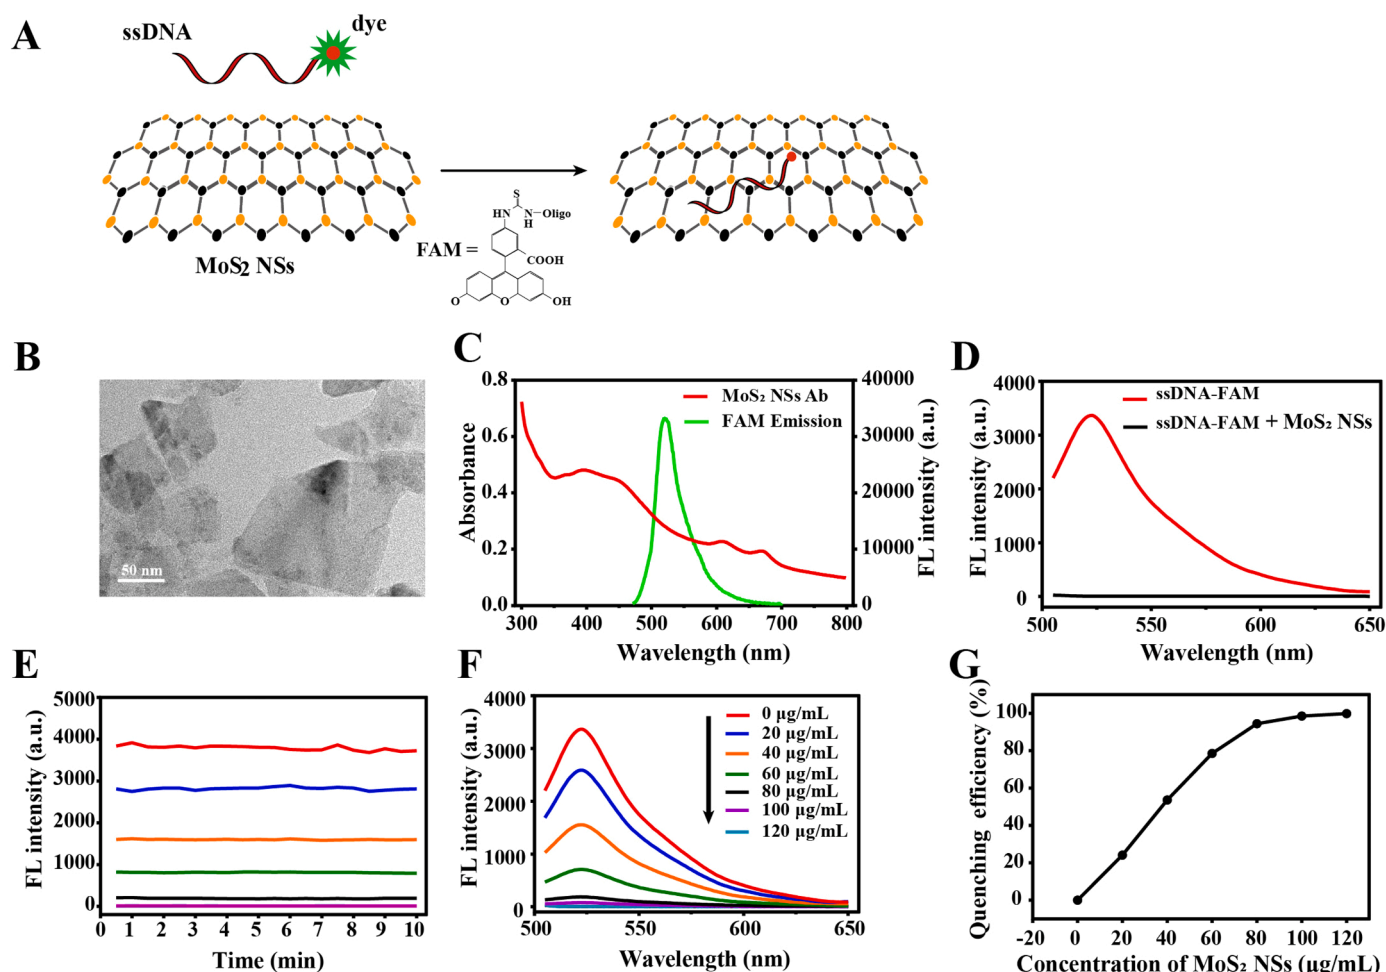 A
ssDNA
dye
MoS₂ NSs
FAM =
S
HN
N
H
Oligo
COOH
O
O
OH
B
50 nm
C
Absorbance
0.8
0.6
0.4
0.2
0.0
MoS₂ NSs Ab
FAM Emission
40000
30000
20000
10000
0
FL intensity (a.u.)
300 400 500 600 700 800
Wavelength (nm)
D
FL intensity (a.u.)
4000
3000
2000
1000
0
ssDNA-FAM
ssDNA-FAM + MoS₂ NSs
500 550 600 650
Wavelength (nm)
E
FL intensity (a.u.)
5000
4000
3000
2000
1000
0
0 1 2 3 4 5 6 7 8 9 10
Time (min)
F
FL intensity (a.u.)
4000
3000
2000
1000
0
0 µg/mL
20 µg/mL
40 µg/mL
60 µg/mL
80 µg/mL
100 µg/mL
120 µg/mL
500 550 600 650
Wavelength (nm)
G
Quenching efficiency (%)
100
80
60
40
20
0
-20 0 20 40 60 80 100 120
Concentration of MoS₂ NSs (µg/mL)